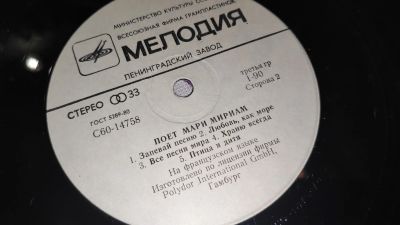 МИНИСТЕРСТВО КУЛЬТУРЫ
ВСЕСОЮЗНАЯ ФИРМА ГРАМПЛАСТИНОК
МЕЛОДИЯ
ЛЕНИНГРАДСКИЙ ЗАВОД
СТЕРЕО 33
третья гр
1-90
ГОСТ 5289-80
Сторона 2
С60-14758
ПОЕТ МАРИ МИРИАМ
1. Запевай песню 2. Любовь, как море
3. Все песни мира 4. Храню всегда
5. Птица и дитя
На французском языке
Изготовлено по лицензии фирмы
Polydor International GmbH,
Гамбург